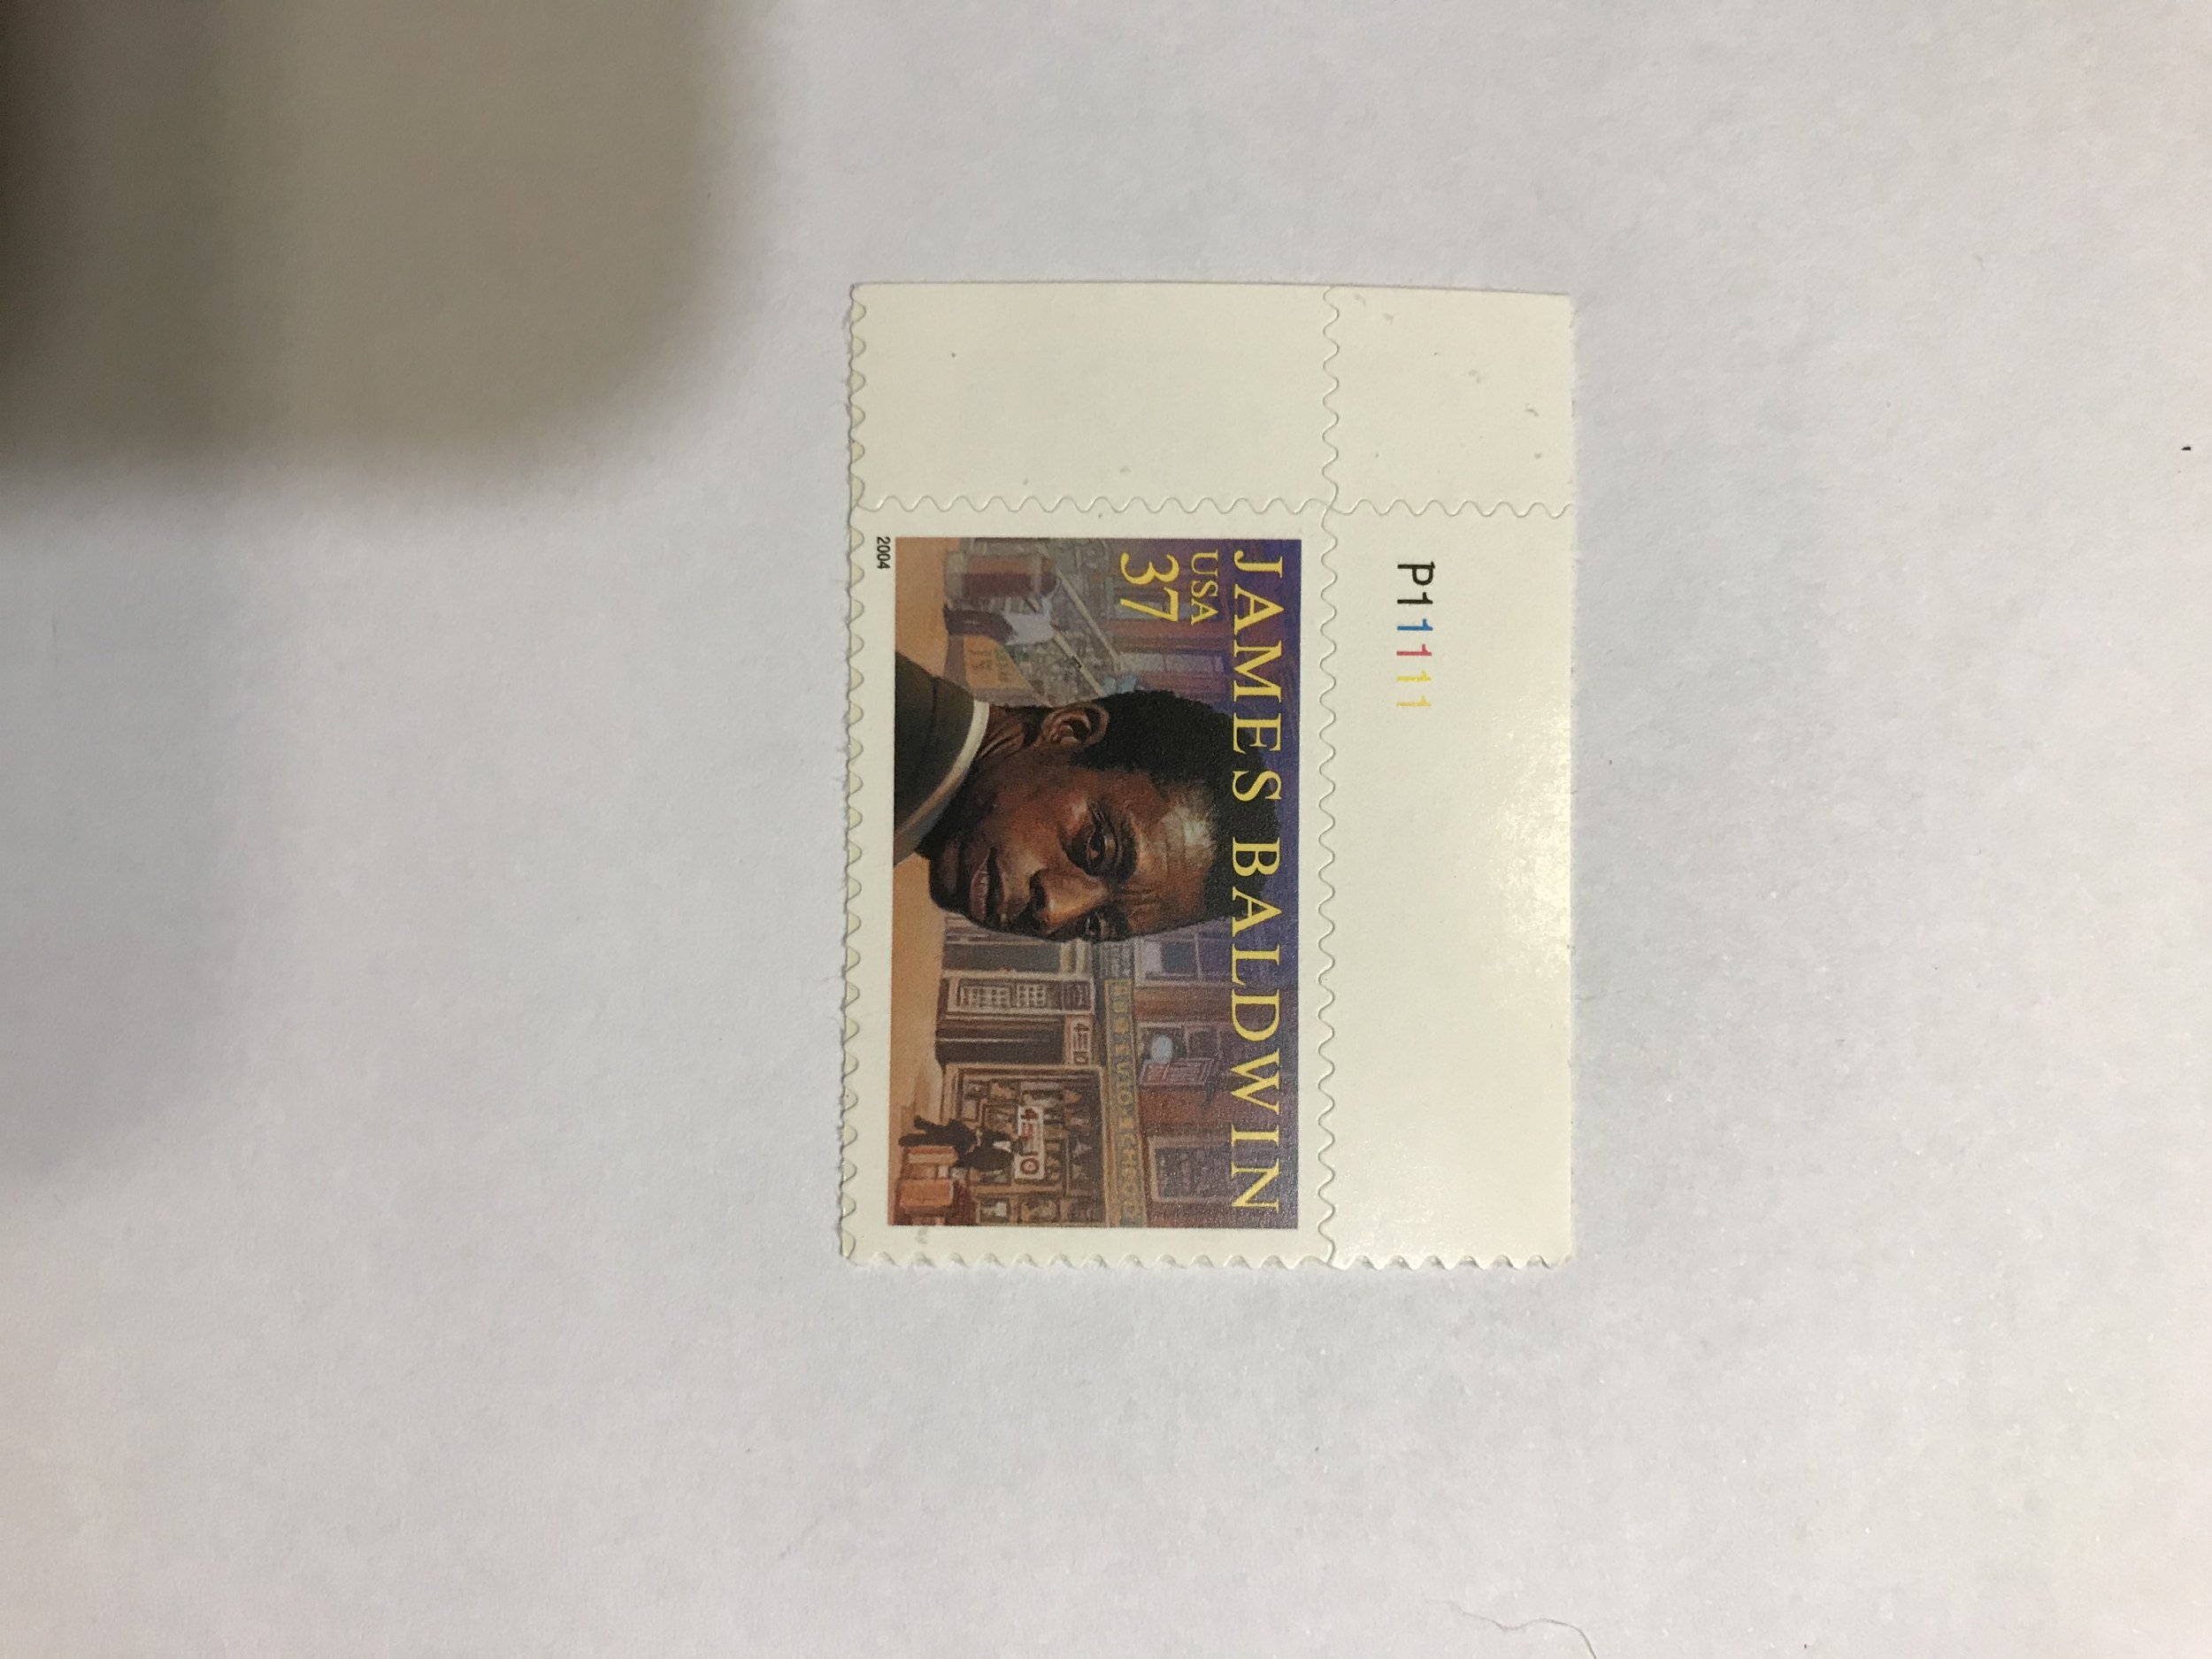 P11111
JAMES BALDWIN
USA
37
2004